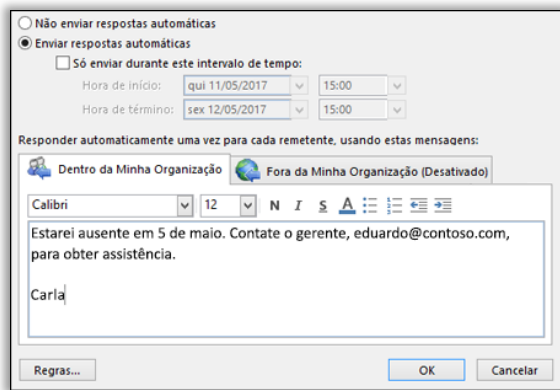 Não enviar respostas automáticas
Enviar respostas automáticas
Só enviar durante este intervalo de tempo:
Hora de início: qui 11/05/2017 15:00
Hora de término: sex 12/05/2017 15:00
Responder automaticamente uma vez para cada remetente, usando estas mensagens:
Dentro da Minha Organização Fora da Minha Organização (Desativado)
Calibri 12 N I S A
Estarei ausente em 5 de maio. Contate o gerente, eduardo@contoso.com,
para obter assistência.
Carla
Regras... OK Cancelar